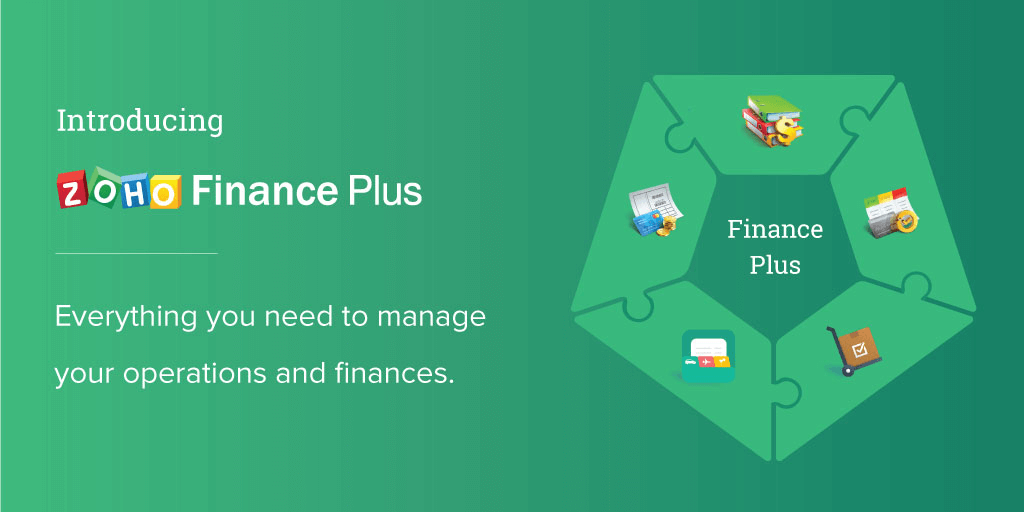 Introducing
ZOHO Finance Plus
Everything you need to manage
your operations and finances.
Finance
Plus